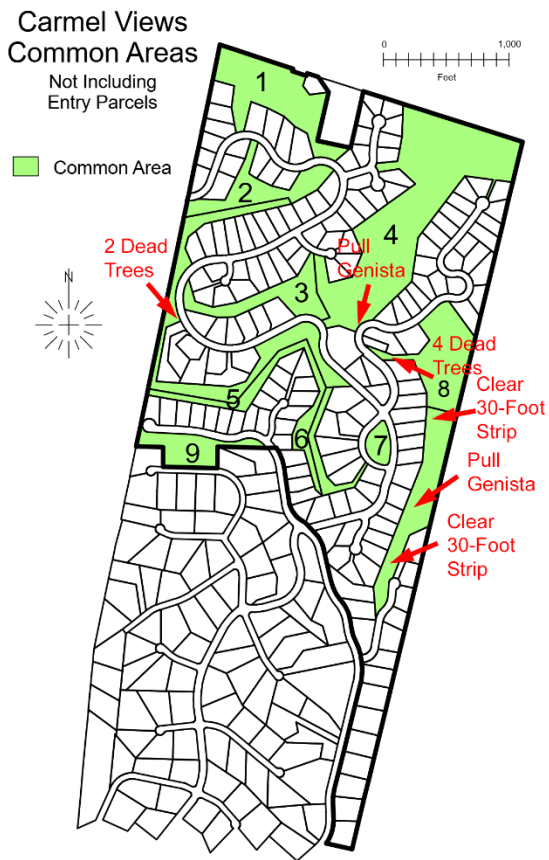 Carmel Views
Common Areas
Not Including
Entry Parcels
Common Area
0
1,000
Feet
N
1
2
2 Dead
Trees
Pull
Genista
4
3
4 Dead
Trees
8
Clear
30-Foot
Strip
5
6
7
Pull
Genista
9
Clear
30-Foot
Strip